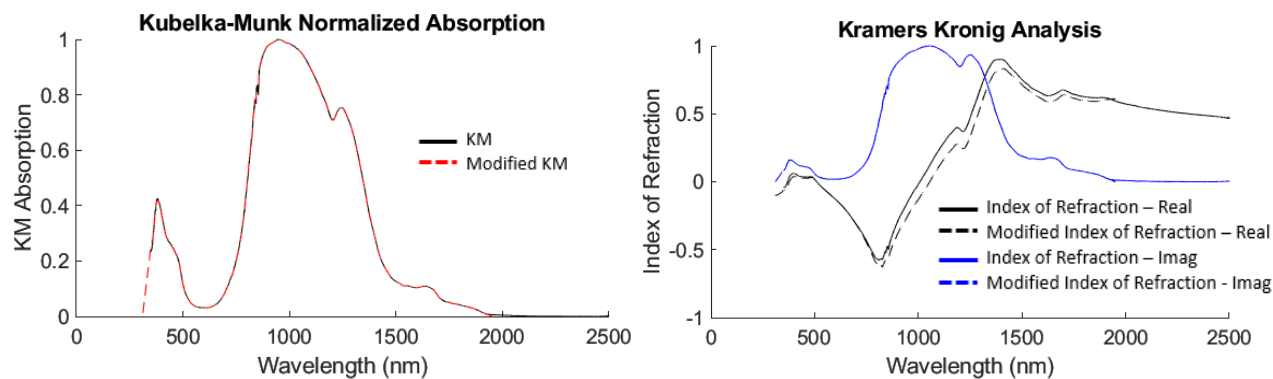 Kubelka-Munk Normalized Absorption
KM Absorption
1
0.8
0.6
0.4
0.2
0
0
500
1000
1500
2000
2500
Wavelength (nm)
KM
Modified KM
Kramers Kronig Analysis
Index of Refraction
1
0.5
0
-0.5
-1
0
500
1000
1500
2000
2500
Wavelength (nm)
Index of Refraction – Real
Modified Index of Refraction – Real
Index of Refraction – Imag
Modified Index of Refraction - Imag